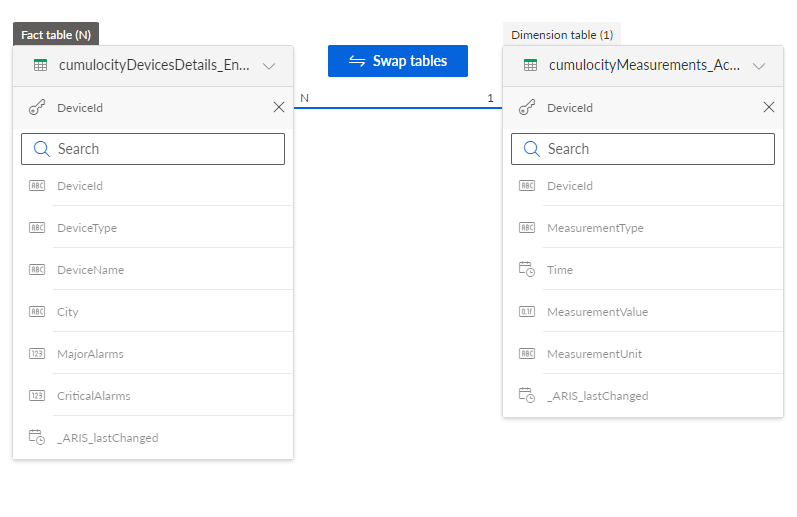 Fact table (N)
cumulocityDevicesDetails_En...
DeviceId
Search
ABC DeviceId
ABC DeviceType
ABC DeviceName
ABC City
123 MajorAlarms
123 CriticalAlarms
_ARIS_lastChanged
Swap tables
N 1
Dimension table (1)
cumulocityMeasurements_Ac...
DeviceId
Search
ABC DeviceId
ABC MeasurementType
Time
0.1f MeasurementValue
ABC MeasurementUnit
_ARIS_lastChanged